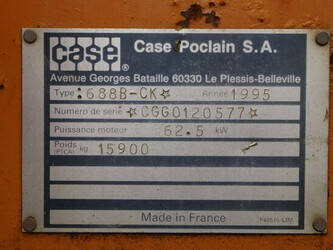 case Case Poclain S.A.
Avenue Georges Bataille 60330 Le Plessis-Belleville
Type ☆688B-CK☆ Année 1995
Numéro de série ☆CGG0120577☆
Puissance moteur 62.5 kW
Poids (PTCA) kg 15900
Made in France